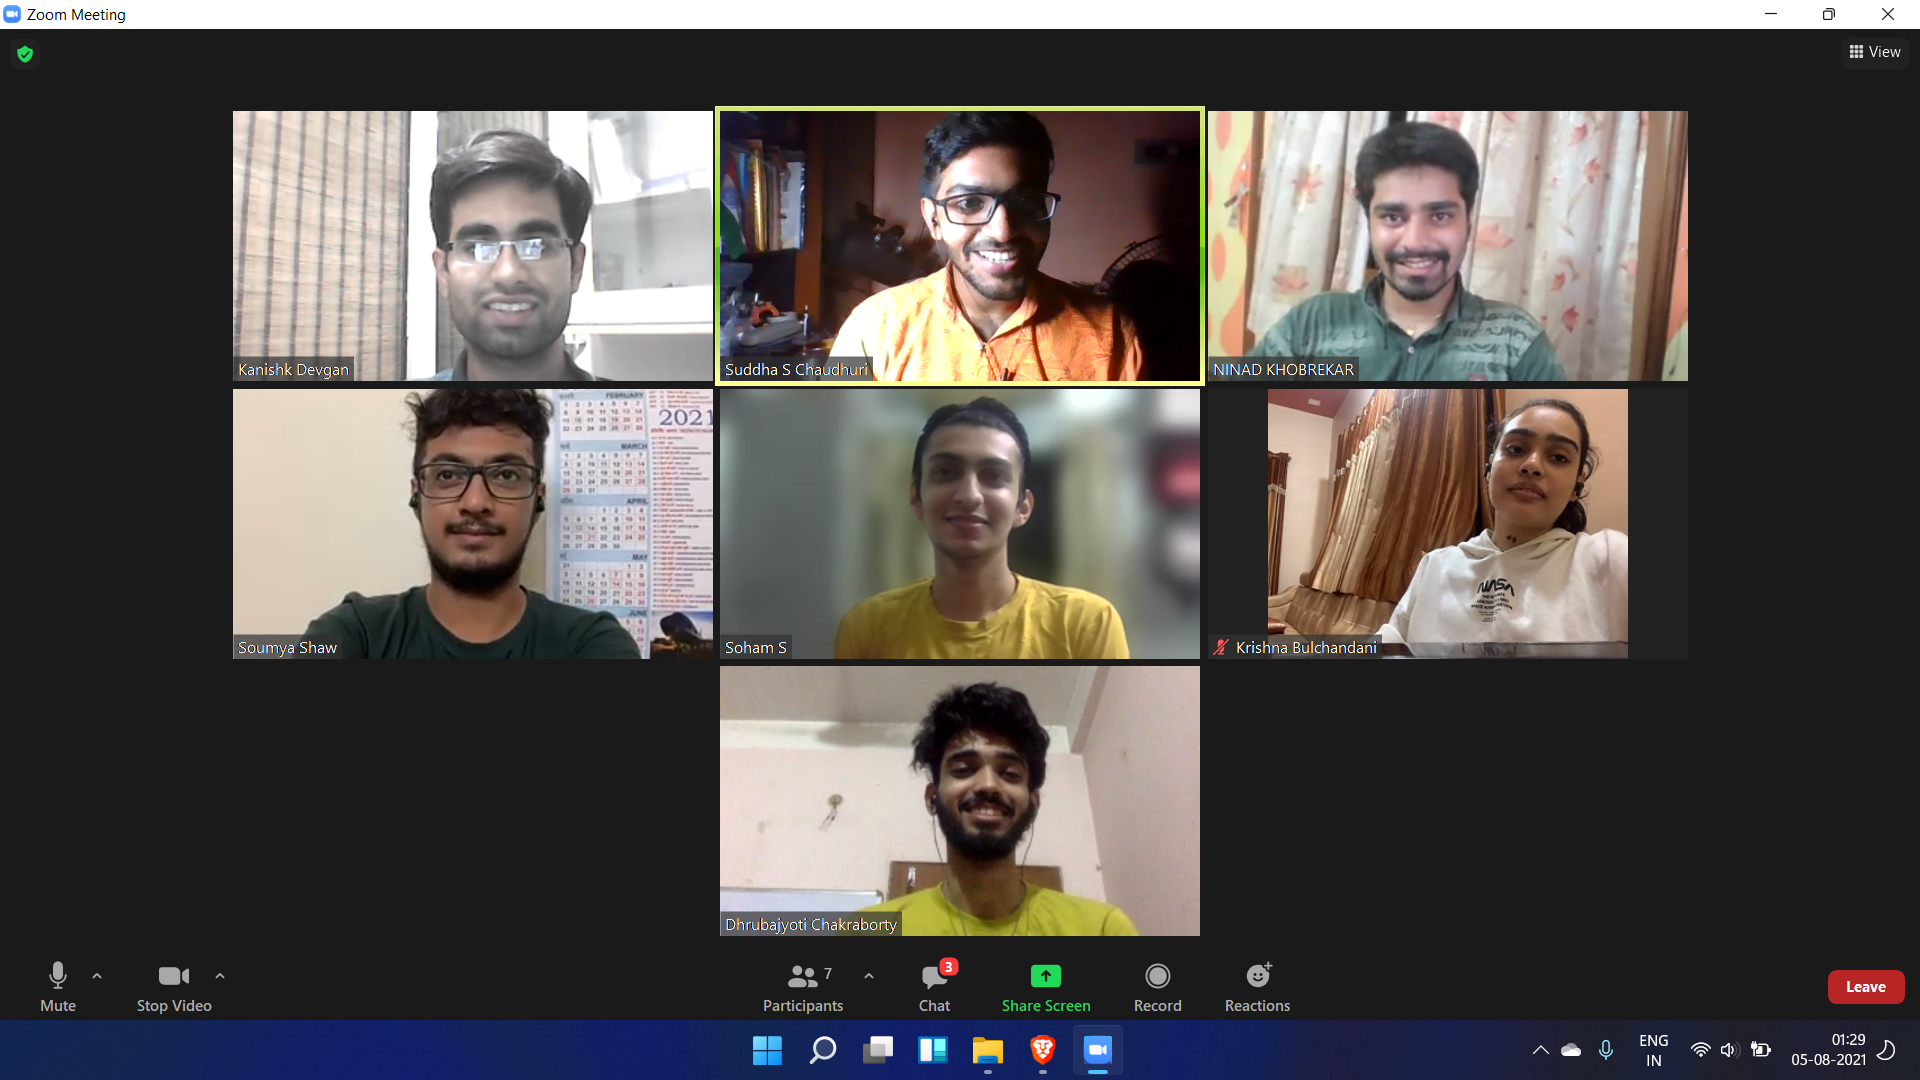 Zoom Meeting
View
Kanishk Devgan
Suddha S Chaudhuri
NINAD KHOBREKAR
2021
FEBRUARY
MARCH
APRIL
MAY
JUNE
NASA
Soumya Shaw
Soham S
Krishna Bulchandani
Dhrubajyoti Chakraborty
Mute
Stop Video
7
Participants
3
Chat
Share Screen
Record
Reactions
Leave
ENG
IN
01:29
05-08-2021